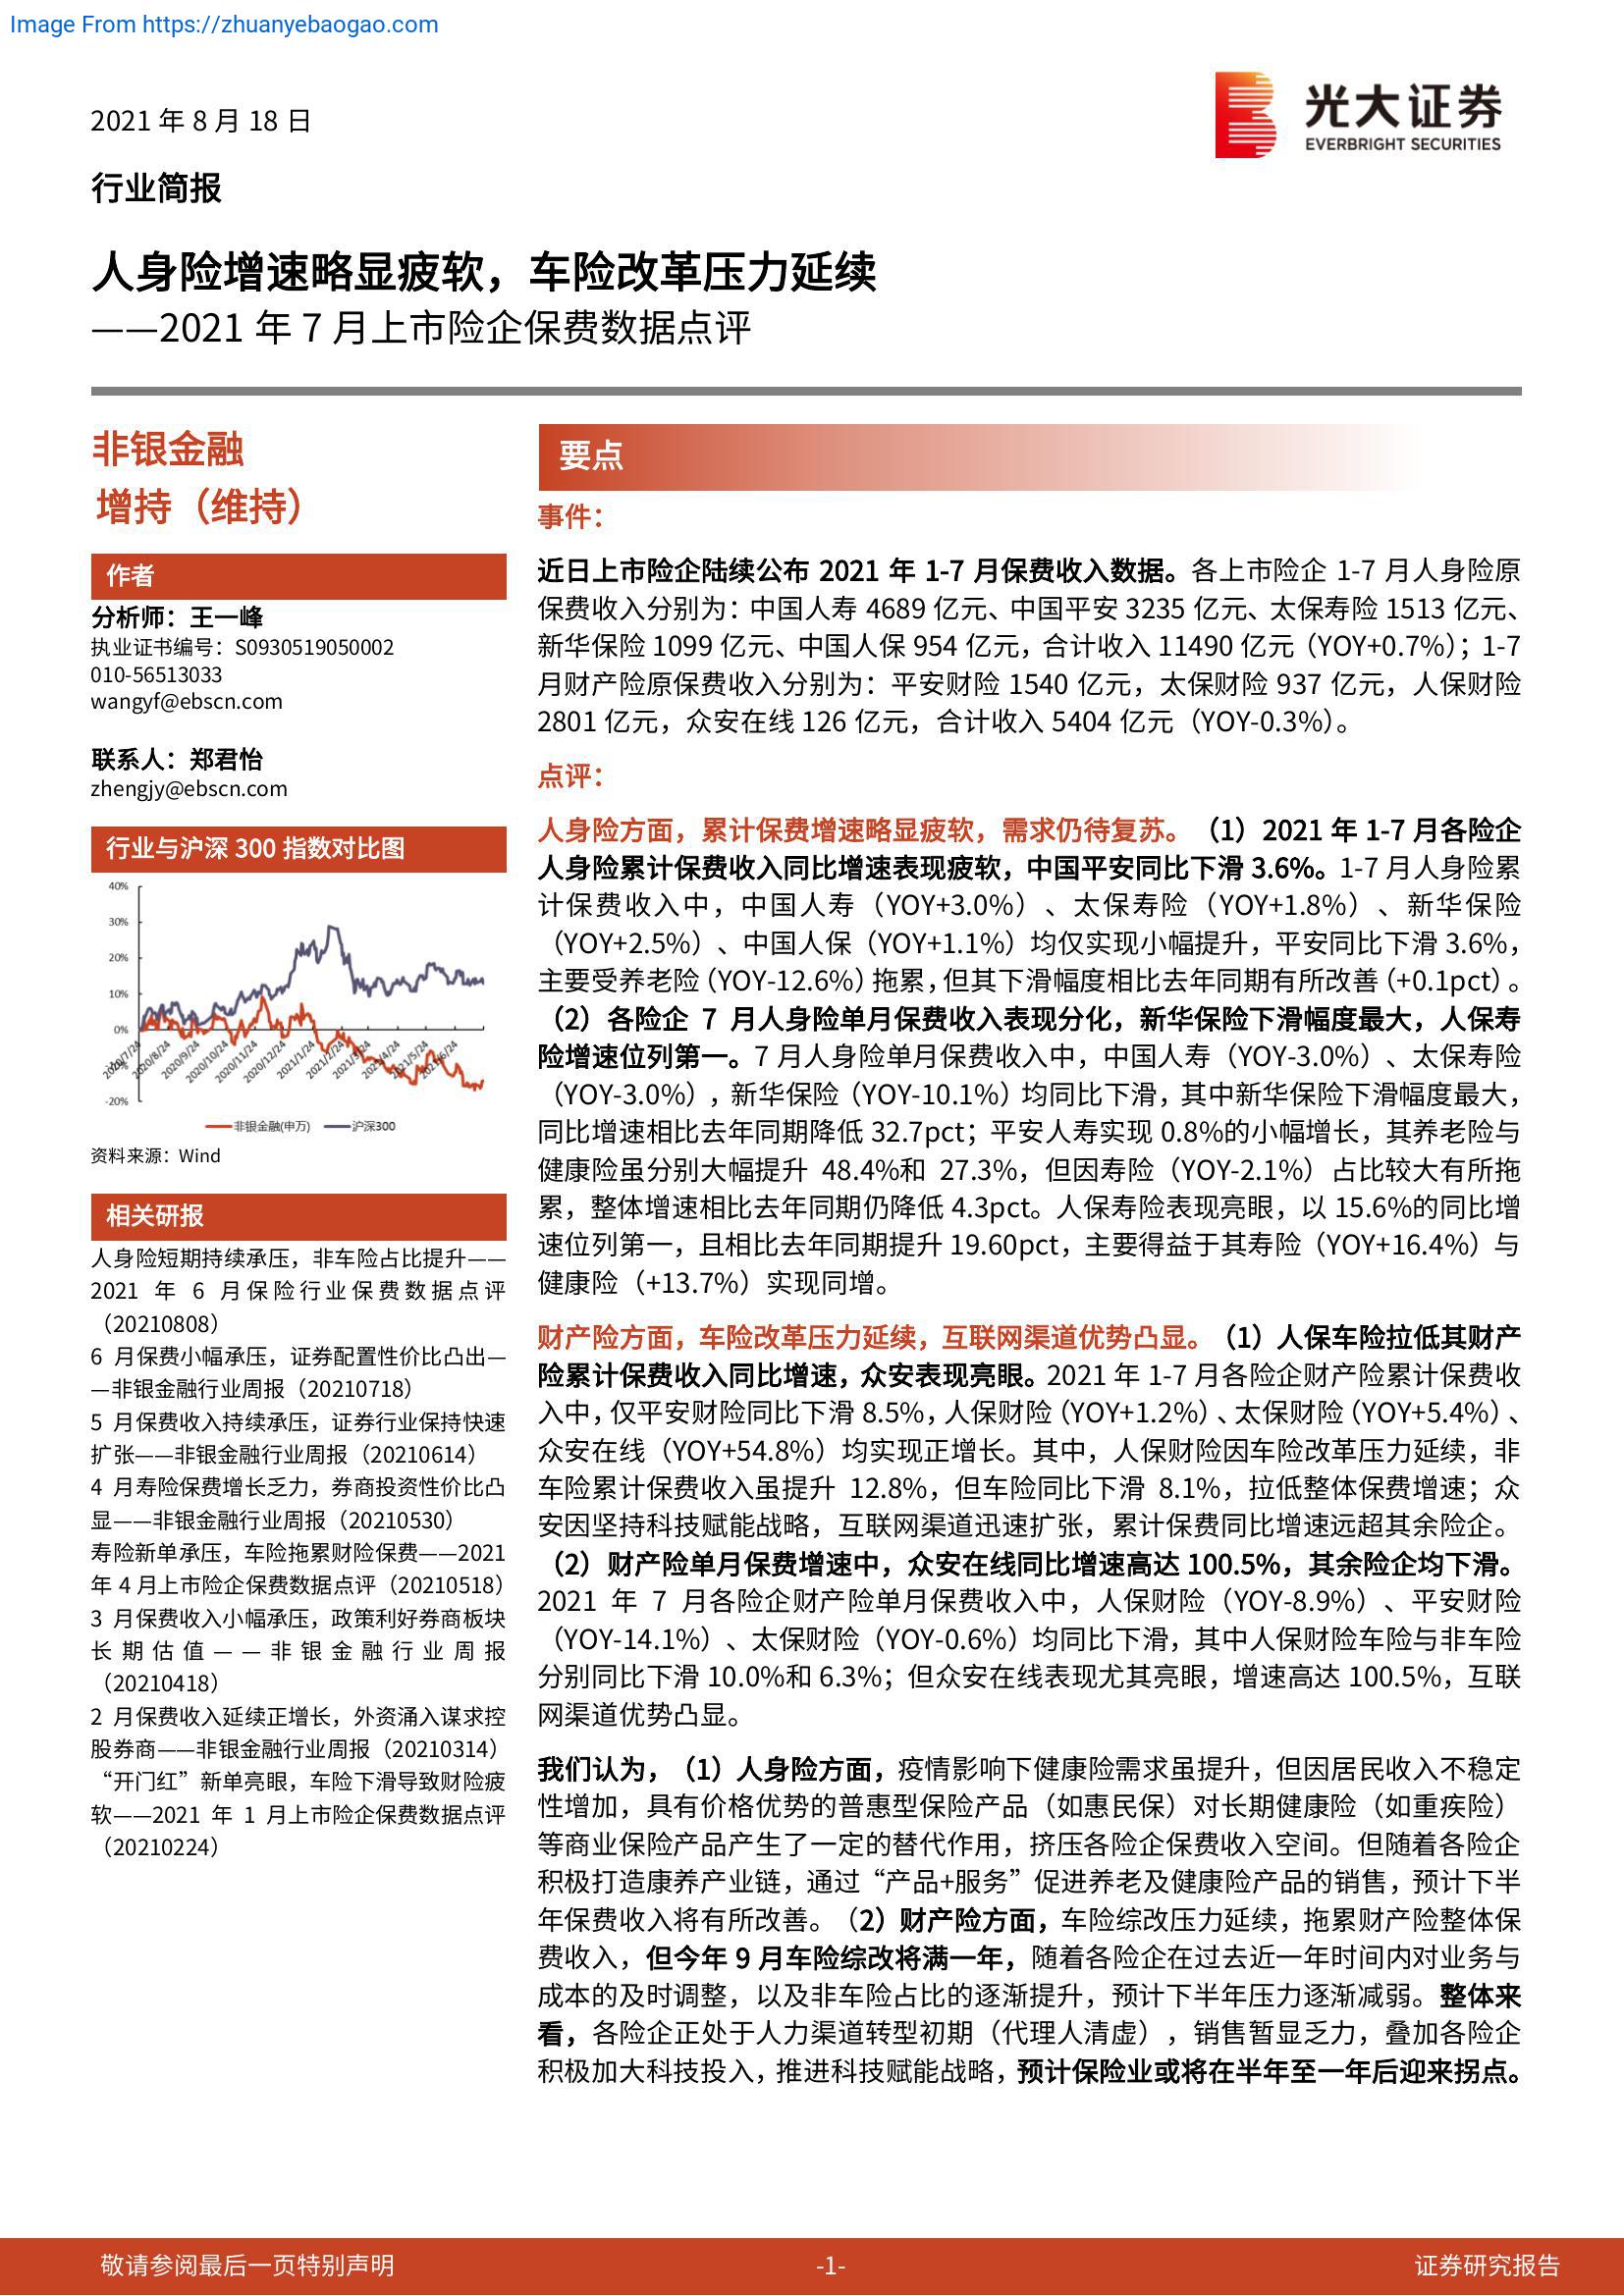 Image From https://zhuanyebaogao.com
2021 年 8 月 18 日
光大证券
EVERBRIGHT SECURITIES
行业简报
人身险增速略显疲软，车险改革压力延续
——2021 年 7 月上市险企保费数据点评
非银金融
增持（维持）
作者
分析师：王一峰
执业证书编号：S0930519050002
010-56513033
wangyf@ebscn.com
联系人：郑君怡
zhengjy@ebscn.com
行业与沪深 300 指数对比图
40%
30%
20%
10%
0%
-10%
-20%
2020/7/24
2020/8/24
2020/9/24
2020/10/24
2020/11/24
2020/12/24
2021/1/24
2021/2/24
2021/3/24
2021/4/24
2021/5/24
2021/6/24
非银金融(申万)
沪深300
资料来源：Wind
相关研报
人身险短期持续承压，非车险占比提升——
2021 年 6 月保险行业保费数据点评
（20210808）
6 月保费小幅承压，证券配置性价比凸出—
—非银金融行业周报（20210718）
5 月保费收入持续承压，证券行业保持快速
扩张——非银金融行业周报（20210614）
4 月寿险保费增长乏力，券商投资性价比凸
显——非银金融行业周报（20210530）
寿险新单承压，车险拖累财险保费——2021
年 4 月上市险企保费数据点评（20210518）
3 月保费收入小幅承压，政策利好券商板块
长期估值——非银金融行业周报
（20210418）
2 月保费收入延续正增长，外资涌入谋求控
股券商——非银金融行业周报（20210314）
“开门红”新单亮眼，车险下滑导致财险疲
软——2021 年 1 月上市险企保费数据点评
（20210224）
要点
事件：
近日上市险企陆续公布 2021 年 1-7 月保费收入数据。各上市险企 1-7 月人身险原
保费收入分别为：中国人寿 4689 亿元、中国平安 3235 亿元、太保寿险 1513 亿元、
新华保险 1099 亿元、中国人保 954 亿元，合计收入 11490 亿元（YOY+0.7%）；1-7
月财产险原保费收入分别为：平安财险 1540 亿元，太保财险 937 亿元，人保财险
2801 亿元，众安在线 126 亿元，合计收入 5404 亿元（YOY-0.3%）。
点评：
人身险方面，累计保费增速略显疲软，需求仍待复苏。（1）2021 年 1-7 月各险企
人身险累计保费收入同比增速表现疲软，中国平安同比下滑 3.6%。1-7 月人身险累
计保费收入中，中国人寿（YOY+3.0%）、太保寿险（YOY+1.8%）、新华保险
（YOY+2.5%）、中国人保（YOY+1.1%）均仅实现小幅提升，平安同比下滑 3.6%，
主要受养老险（YOY-12.6%）拖累，但其下滑幅度相比去年同期有所改善（+0.1pct）。
（2）各险企 7 月人身险单月保费收入表现分化，新华保险下滑幅度最大，人保寿
险增速位列第一。7 月人身险单月保费收入中，中国人寿（YOY-3.0%）、太保寿险
（YOY-3.0%），新华保险（YOY-10.1%）均同比下滑，其中新华保险下滑幅度最大，
同比增速相比去年同期降低 32.7pct；平安人寿实现 0.8%的小幅增长，其养老险与
健康险虽分别大幅提升 48.4%和 27.3%，但因寿险（YOY-2.1%）占比较大有所拖
累，整体增速相比去年同期仍降低 4.3pct。人保寿险表现亮眼，以 15.6%的同比增
速位列第一，且相比去年同期提升 19.60pct，主要得益于其寿险（YOY+16.4%）与
健康险（+13.7%）实现同增。
财产险方面，车险改革压力延续，互联网渠道优势凸显。（1）人保车险拉低其财产
险累计保费收入同比增速，众安表现亮眼。2021 年 1-7 月各险企财产险累计保费收
入中，仅平安财险同比下滑 8.5%，人保财险（YOY+1.2%）、太保财险（YOY+5.4%）、
众安在线（YOY+54.8%）均实现正增长。其中，人保财险因车险改革压力延续，非
车险累计保费收入虽提升 12.8%，但车险同比下滑 8.1%，拉低整体保费增速；众
安因坚持科技赋能战略，互联网渠道迅速扩张，累计保费同比增速远超其余险企。
（2）财产险单月保费增速中，众安在线同比增速高达 100.5%，其余险企均下滑。
2021 年 7 月各险企财产险单月保费收入中，人保财险（YOY-8.9%）、平安财险
（YOY-14.1%）、太保财险（YOY-0.6%）均同比下滑，其中人保财险车险与非车险
分别同比下滑 10.0%和 6.3%；但众安在线表现尤其亮眼，增速高达 100.5%，互联
网渠道优势凸显。
我们认为，（1）人身险方面，疫情影响下健康险需求虽提升，但因居民收入不稳定
性增加，具有价格优势的普惠型保险产品（如惠民保）对长期健康险（如重疾险）
等商业保险产品产生了一定的替代作用，挤压各险企保费收入空间。但随着各险企
积极打造康养产业链，通过“产品+服务”促进养老及健康险产品的销售，预计下半
年保费收入将有所改善。（2）财产险方面，车险综改压力延续，拖累财产险整体保
费收入，但今年 9 月车险综改将满一年，随着各险企在过去近一年时间内对业务与
成本的及时调整，以及非车险占比的逐渐提升，预计下半年压力逐渐减弱。整体来
看，各险企正处于人力渠道转型初期（代理人清虚），销售暂显乏力，叠加各险企
积极加大科技投入，推进科技赋能战略，预计保险业或将在半年至一年后迎来拐点。
敬请参阅最后一页特别声明
-1-
证券研究报告